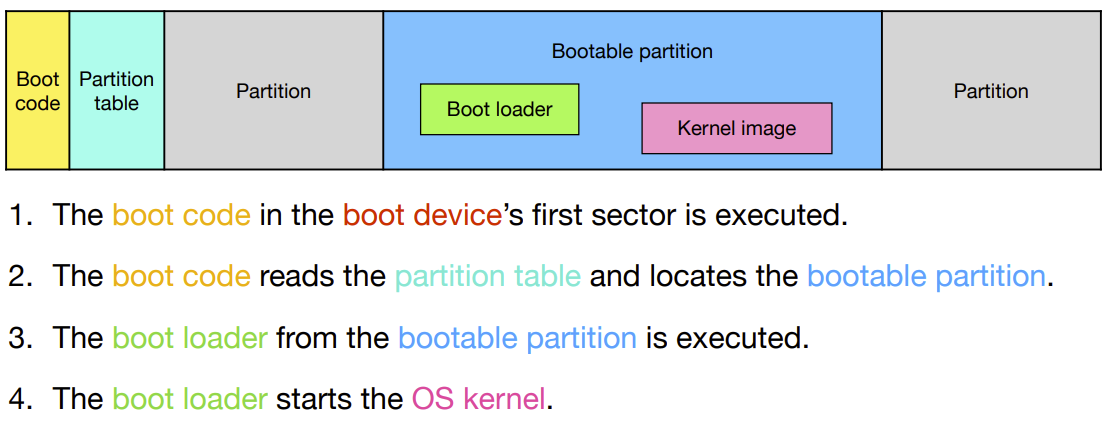 Boot
code
Partition
table
Partition
Bootable partition
Boot loader
Kernel image
Partition
1. The boot code in the boot device’s first sector is executed.
2. The boot code reads the partition table and locates the bootable partition.
3. The boot loader from the bootable partition is executed.
4. The boot loader starts the OS kernel.